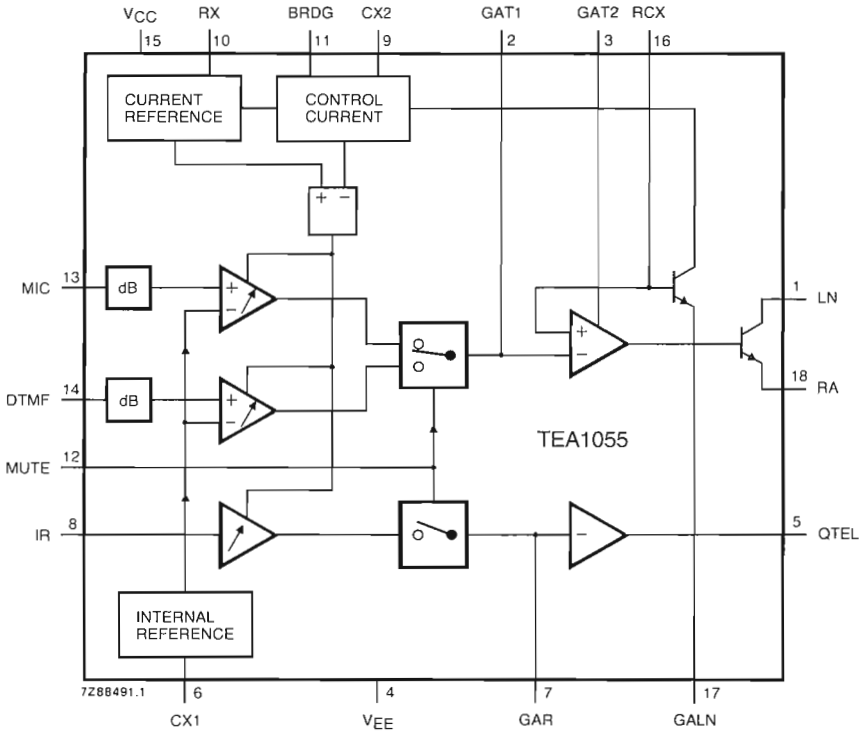 VCC RX BRDG CX2 GAT1 GAT2 RCX
15 10 11 9 2 3 16
CURRENT
REFERENCE
CONTROL
CURRENT
+ −
MIC 13 dB + −
1 LN
+ −
18 RA
DTMF 14 dB + −
TEA1055
MUTE 12
IR 8
−
5 QTEL
INTERNAL
REFERENCE
7Z88491.1
6 4 7 17
CX1 VEE GAR GALN